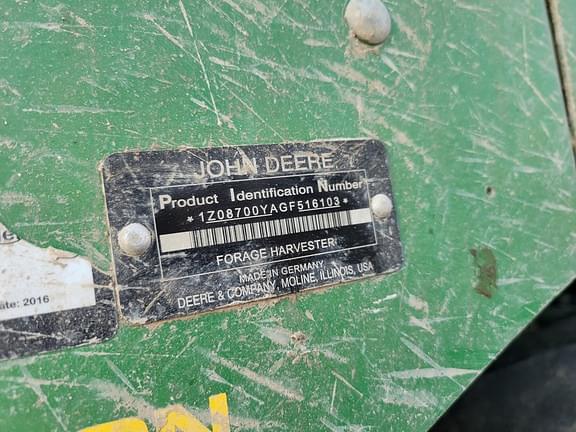 JOHN DEERE
Product Identification Number
*1Z08700YAGF516103*
FORAGE HARVESTER
MADE IN GERMANY
DEERE & COMPANY, MOLINE, ILLINOIS, USA
ate: 2016